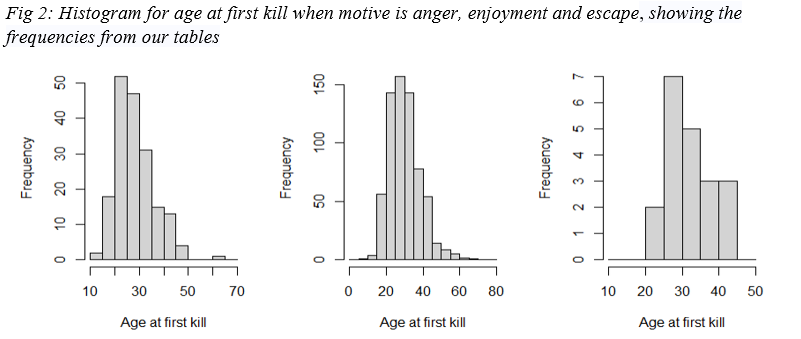 Fig 2: Histogram for age at first kill when motive is anger, enjoyment and escape, showing the
frequencies from our tables
Frequency
50
40
30
20
10
0
10 30 50 70
Age at first kill
Frequency
150
100
50
0
0 20 40 60 80
Age at first kill
Frequency
7
6
5
4
3
2
1
0
10 20 30 40 50
Age at first kill